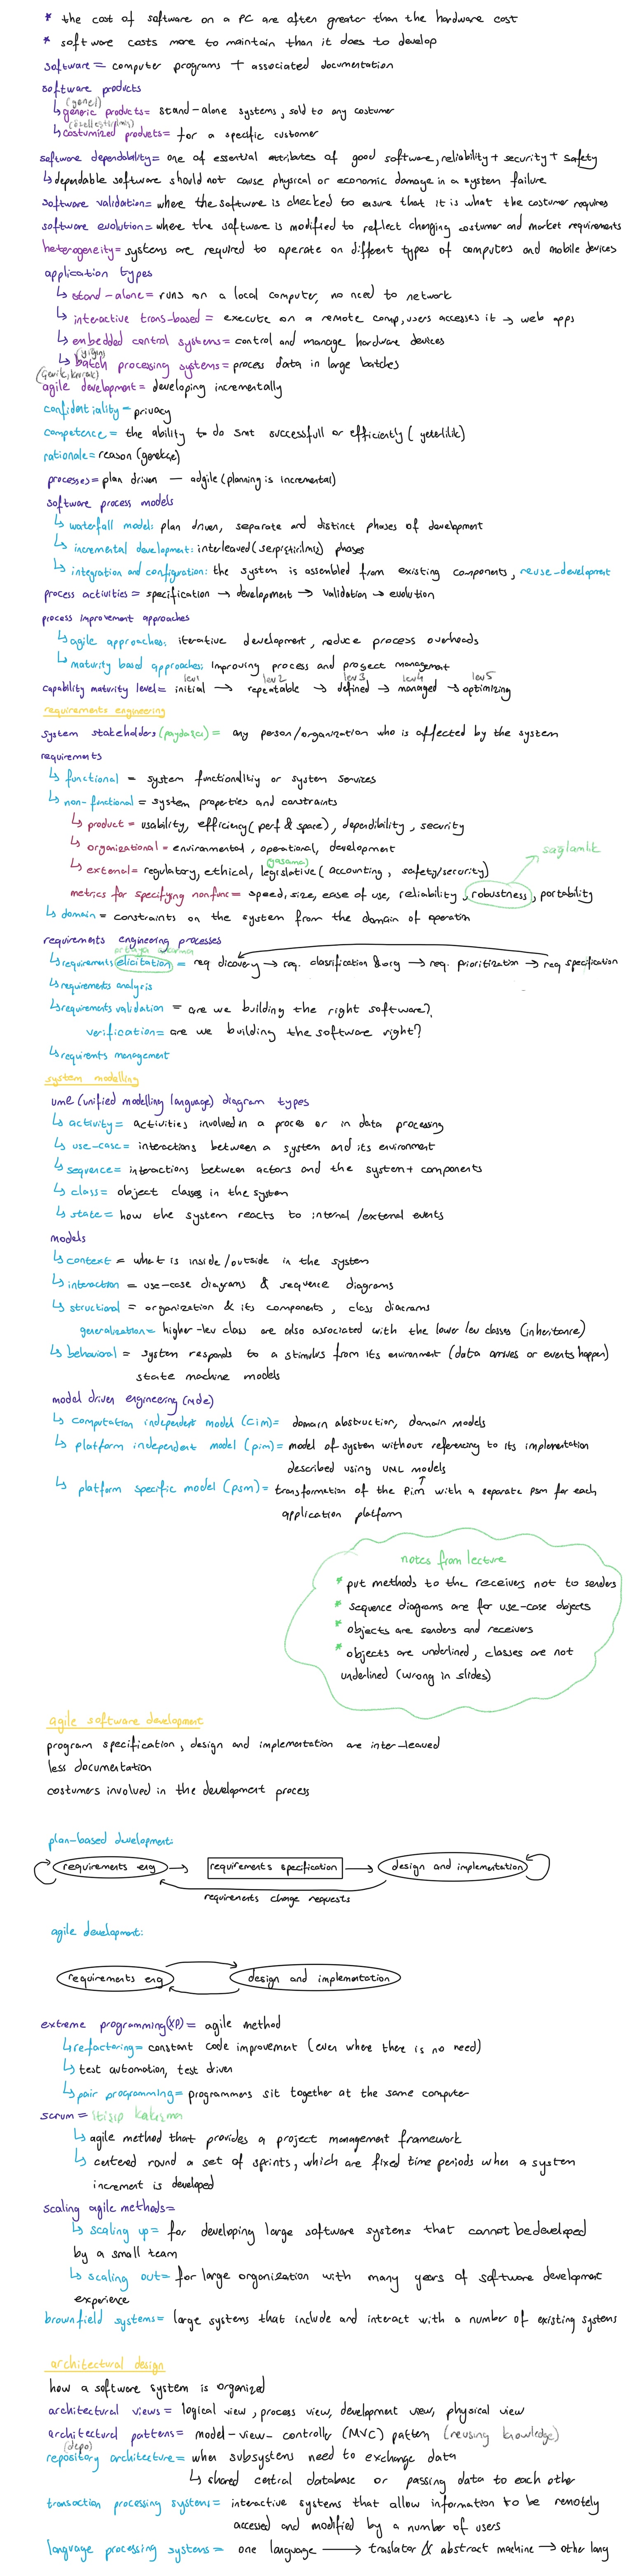 * the cost of software on a PC are often greater than the hardware cost
* software costs more to maintain than it does to develop
software = computer programs + associated documentation
software products
(genel)
↳ generic products = stand-alone systems, sold to any costumer
(özelleştirilmiş)
↳ costumized products = for a specific customer
software dependability = one of essential attributes of good software, reliability + security + safety
↳ dependable software should not cause physical or economic damage in a system failure
software validation = where the software is checked to ensure that it is what the costumer requires
software evolution = where the software is modified to reflect changing costumer and market requirements
heterogeneity = systems are required to operate on different types of computers and mobile devices
application types
↳ stand-alone = runs on a local computer, no need to network
↳ interactive trans-based = execute on a remote comp, users accesses it → web apps
↳ embedded control systems = control and manage hardware devices
(yığın)
↳ batch processing systems = process data in large batches
(çevik, kıvrak)
agile development = developing incrementally
confidentiality = privacy
competence = the ability to do smt successfull or efficiently (yeterlilik)
rationale = reason (gerekçe)
processes = plan driven — adgile (planning is incremental)
software process models
↳ waterfall model: plan driven, separate and distinct phases of development
↳ incremental development: interleaved (serpiştirilmiş) phases
↳ integration and configuration: the system is assembled from existing components, reuse-development
process activities = specification → development → validation → evolution
process improvement approaches
↳ agile approaches: iterative development, reduce process overheads
↳ maturity based approaches: improving process and project management
lev1 lev2 lev3 lev4 lev5
capability maturity level = initial → repeatable → defined → managed → optimizing
requirements engineering
system stakeholders (paydaşı) = any person/organization who is affected by the system
requirements
↳ functional = system functionality or system services
↳ non-functional = system properties and constraints
↳ product = usability, efficiency (perf & space), dependibility, security
↳ organizational = environment, operational, development
(yasama)
↳ external = regulatory, ethical, legislative (accounting, safety/security)
sağlamlık
metrics for specifying nonfunc = speed, size, ease of use, reliability, robustness, portability
↳ domain = constraints on the system from the domain of operation
requirements engineering processes
ortaya çıkarma
↳ requirements elicitation = req dicovery → req. classification & org → req. prioritization → req specification
↳ requirements analysis
↳ requirements validation = are we building the right software?
verification = are we building the software right?
↳ requirents management
system modelling
uml (unified modelling language) diagram types
↳ activity = activities involved in a proces or in data processing
↳ use-case = interactions between a system and its environment
↳ sequence = interactions between actors and the system + components
↳ class = object classes in the system
↳ state = how the system reacts to internal/external events
models
↳ context = what is inside/outside in the system
↳ interaction = use-case diagrams & sequence diagrams
↳ structional = organization & its components, class diacrams
generalization = higher-lev class are also associated with the lower lev classes (inheritance)
↳ behavioral = system responds to a stimulus from its environment (data arrives or events happen)
state machine models
model driven engineering (mde)
↳ computation independent model (cim) = domain abstraction, domain models
↳ platform independent model (pim) = model of system without referencing to its implementation
described using UML models
↳ platform specific model (psm) = transformation of the pim with a separate psm for each
application platform
notes from lecture
* put methods to the receivers not to senders
* sequence diagrams are for use-case objects
* objects are senders and receivers
* objects are underlined, classes are not
underlined (wrong in slides)
agile software development
program specification, design and implementation are inter-leaved
less documentation
costumers involved in the development process
plan-based development:
requirements eng → requirements specification → design and implementation
requirements change requests
agile development:
requirements eng design and implementation
extreme programming (XP) = agile method
↳ refactoring = constant code improvement (even where there is no need)
↳ test automation, test driven
↳ pair programming = programmers sit together at the same computer
scrum = itişip kakışma
↳ agile method that provides a project management framework
↳ centered round a set of sprints, which are fixed time periods when a system
increment is developed
scaling agile methods =
↳ scaling up = for developing large software systens that cannot be developed
by a small team
↳ scaling out = for large organization with many years of software development
experience
brownfield systems = large systems that include and interact with a number of existing systems
architectural design
how a software system is organized
architectural views = logical view, process view, development view, physical view
architecturel pattens = model-view-controller (MVC) pattern (reusing knowledge)
(depo)
repository architecture = when subsystems need to exchange data
↳ shared central database or passing data to each other
transaction processing systems = interactive systems that allow information to be remotely
accessed and modified by a number of users
language processing systems = one language → traslator & abstract machine → other lang